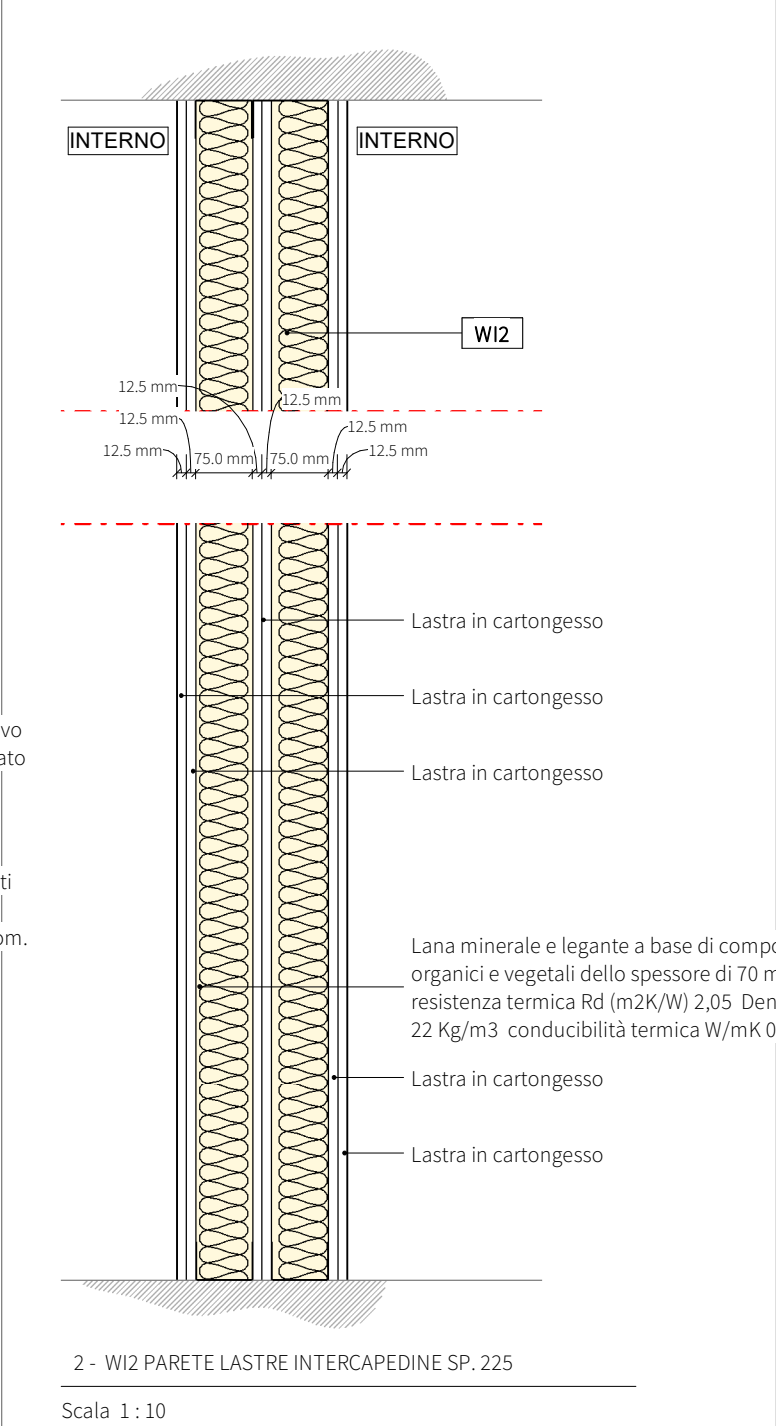 INTERNO
INTERNO
WI2
12.5 mm
12.5 mm
12.5 mm
12.5 mm
12.5 mm
75.0 mm
75.0 mm
12.5 mm
Lastra in cartongesso
Lastra in cartongesso
vo
ato
Lastra in cartongesso
ti
om.
Lana minerale e legante a base di compo
organici e vegetali dello spessore di 70 m
resistenza termica Rd (m2K/W) 2,05 Den
22 Kg/m3 conducibilità termica W/mK 0
Lastra in cartongesso
Lastra in cartongesso
2 - WI2 PARETE LASTRE INTERCAPEDINE SP. 225
Scala 1 : 10